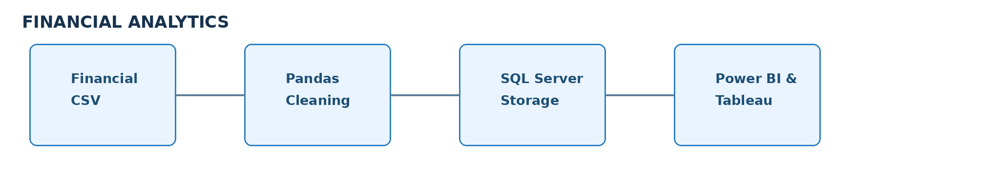 FINANCIAL ANALYTICS
Financial
CSV
Pandas
Cleaning
SQL Server
Storage
Power BI &
Tableau